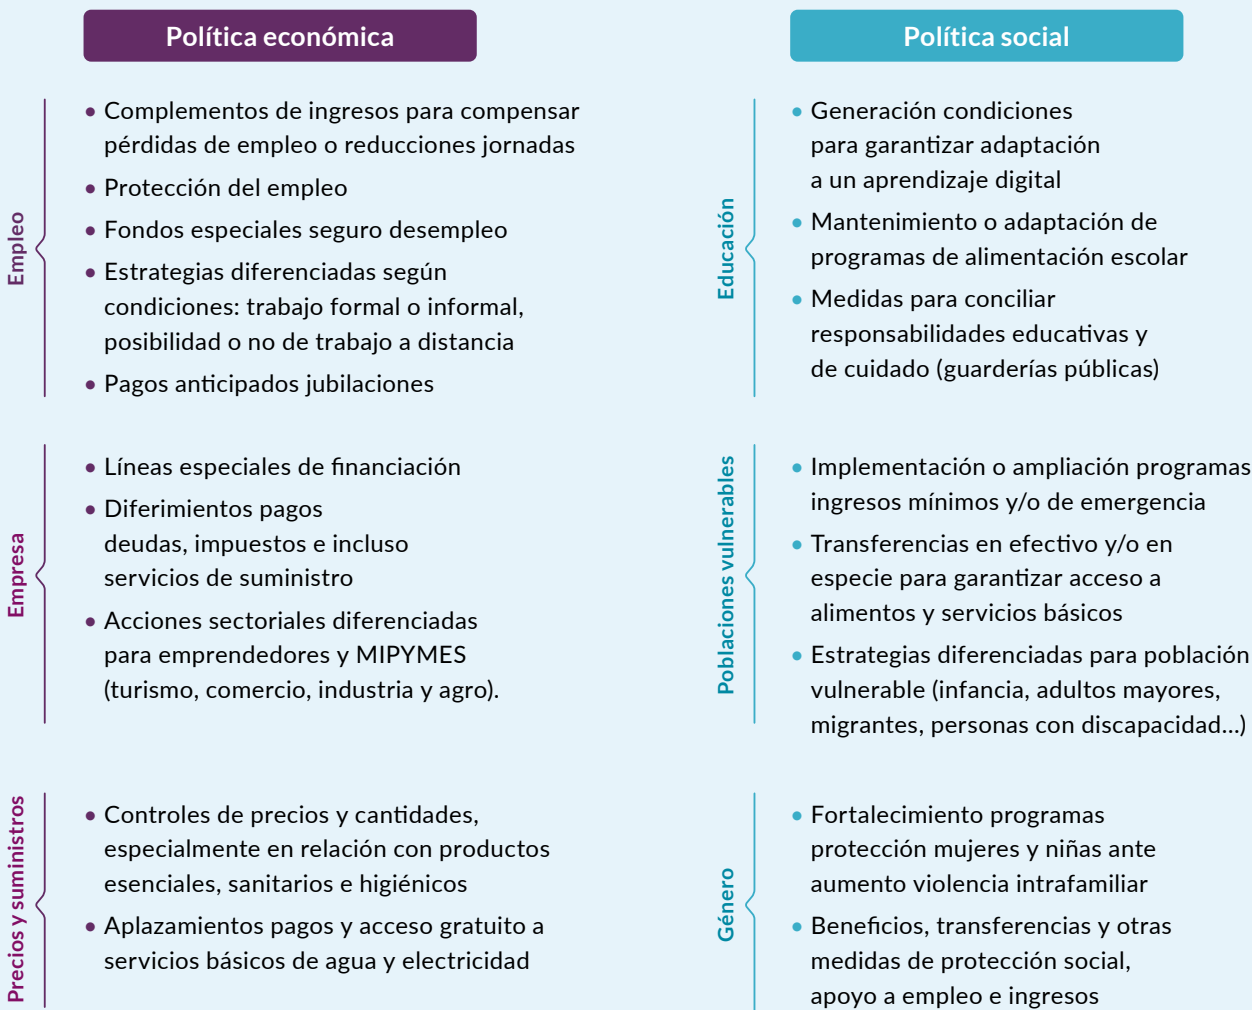 Política económica
Empleo
• Complementos de ingresos para compensar
pérdidas de empleo o reducciones jornadas
• Protección del empleo
• Fondos especiales seguro desempleo
• Estrategias diferenciadas según
condiciones: trabajo formal o informal,
posibilidad o no de trabajo a distancia
• Pagos anticipados jubilaciones
Empresa
• Líneas especiales de financiación
• Diferimientos pagos
deudas, impuestos e incluso
servicios de suministro
• Acciones sectoriales diferenciadas
para emprendedores y MIPYMES
(turismo, comercio, industria y agro).
Precios y suministros
• Controles de precios y cantidades,
especialmente en relación con productos
esenciales, sanitarios e higiénicos
• Aplazamientos pagos y acceso gratuito a
servicios básicos de agua y electricidad
Política social
Educación
• Generación condiciones
para garantizar adaptación
a un aprendizaje digital
• Mantenimiento o adaptación de
programas de alimentación escolar
• Medidas para conciliar
responsabilidades educativas y
de cuidado (guarderías públicas)
Poblaciones vulnerables
• Implementación o ampliación programas
ingresos mínimos y/o de emergencia
• Transferencias en efectivo y/o en
especie para garantizar acceso a
alimentos y servicios básicos
• Estrategias diferenciadas para población
vulnerable (infancia, adultos mayores,
migrantes, personas con discapacidad...)
Género
• Fortalecimiento programas
protección mujeres y niñas ante
aumento violencia intrafamiliar
• Beneficios, transferencias y otras
medidas de protección social,
apoyo a empleo e ingresos